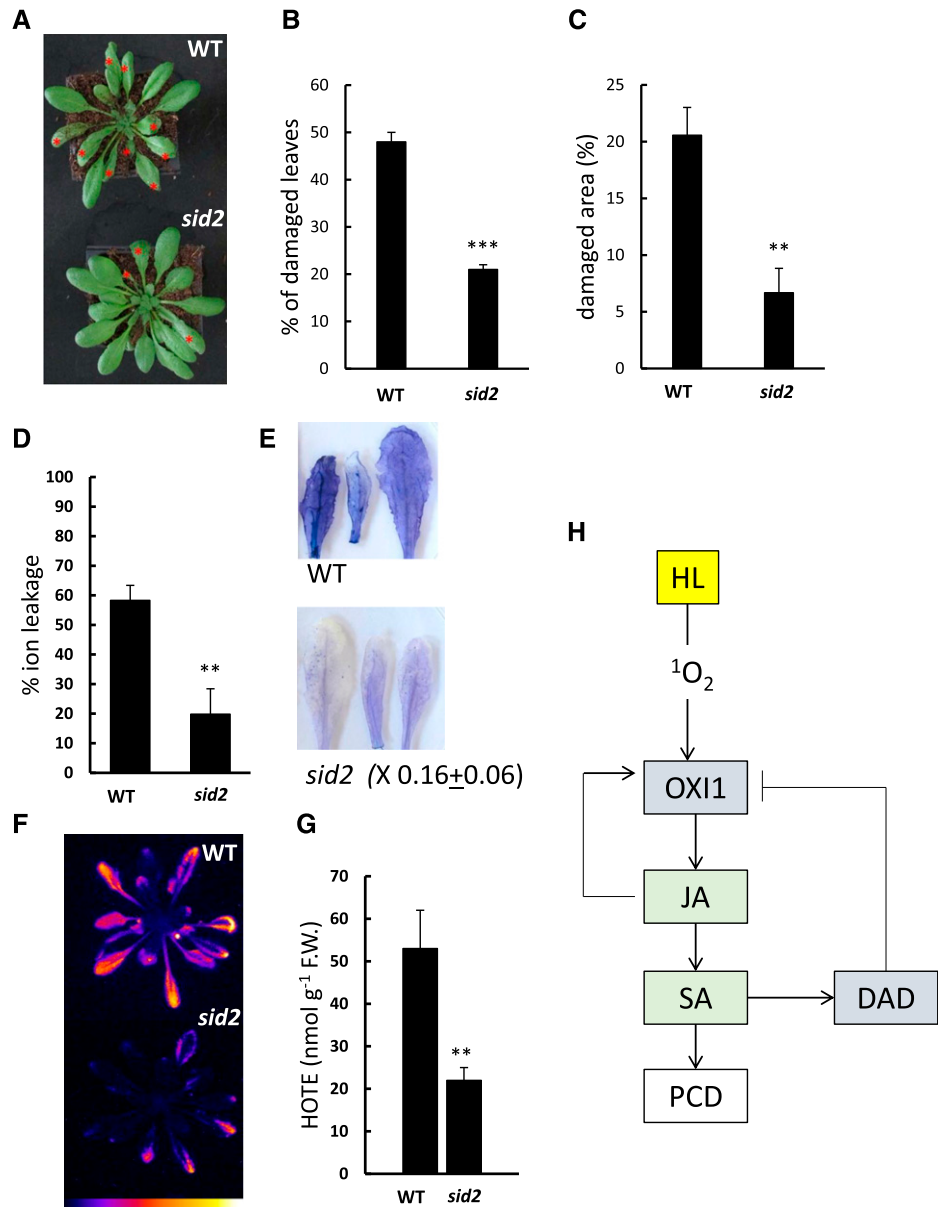 A
WT
sid2
B
% of damaged leaves
60
50
40
30
20
10
0
***
WT
sid2
C
damaged area (%)
25
20
15
10
5
0
**
WT
sid2
D
% ion leakage
100
90
80
70
60
50
40
30
20
10
0
**
WT
sid2
E
WT
sid2 (X 0.16±0.06)
F
WT
sid2
G
HOTE (nmol g⁻¹ F.W.)
70
60
50
40
30
20
10
0
**
WT
sid2
H
HL
¹O₂
OXI1
JA
SA
DAD
PCD